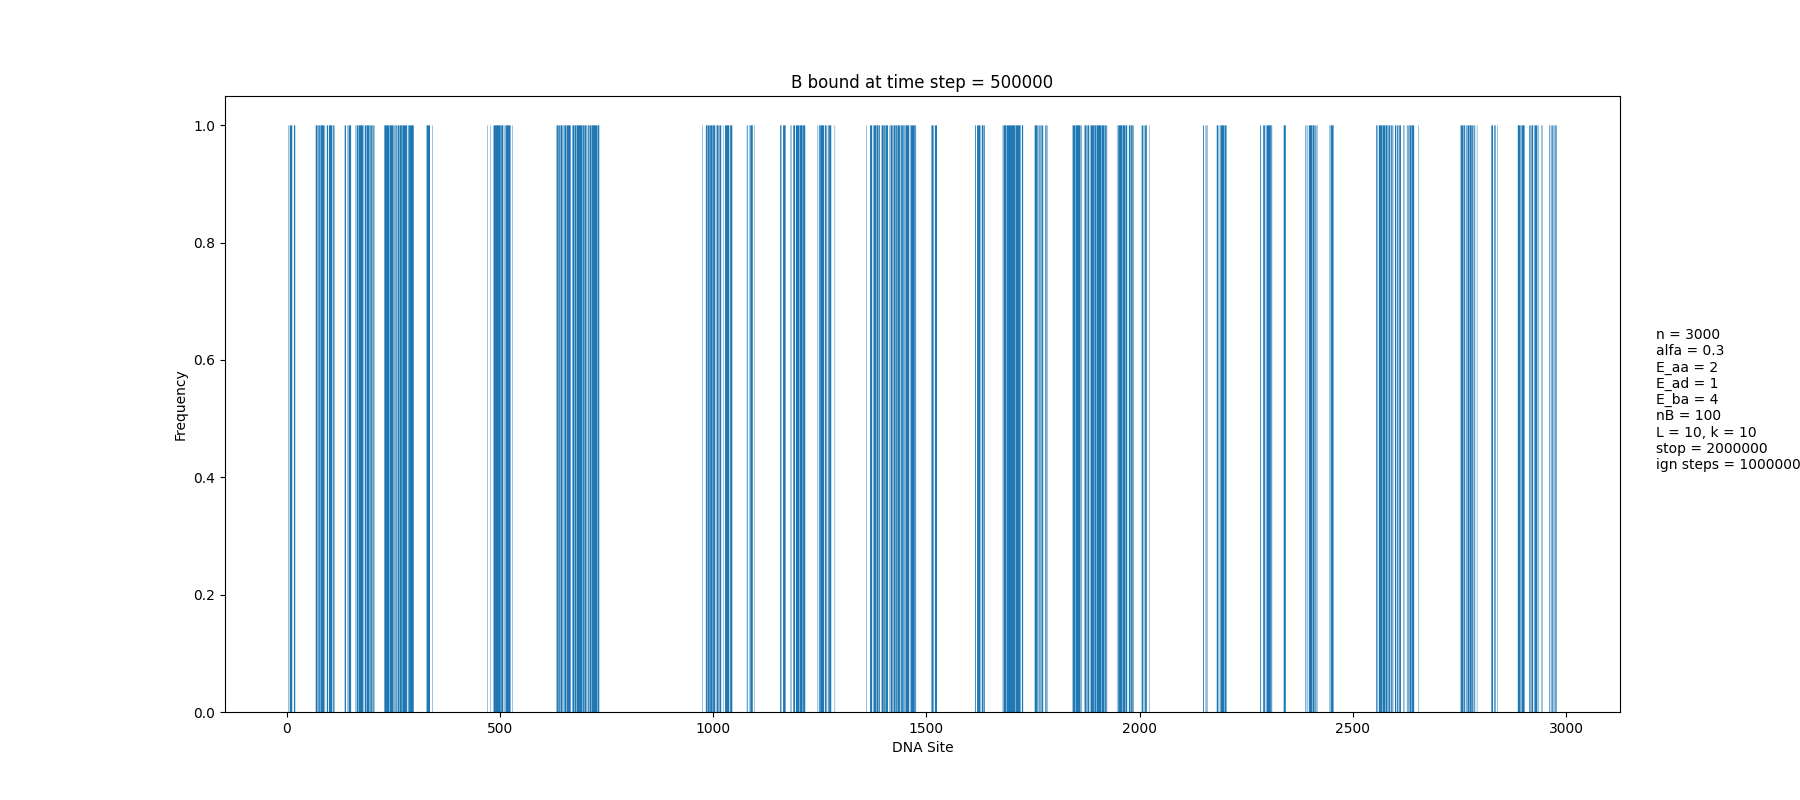 B bound at time step = 500000
1.0
0.8
0.6
0.4
0.2
0.0
Frequency
0 500 1000 1500 2000 2500 3000
DNA Site
n = 3000
alfa = 0.3
E_aa = 2
E_ad = 1
E_ba = 4
nB = 100
L = 10, k = 10
stop = 2000000
ign steps = 1000000